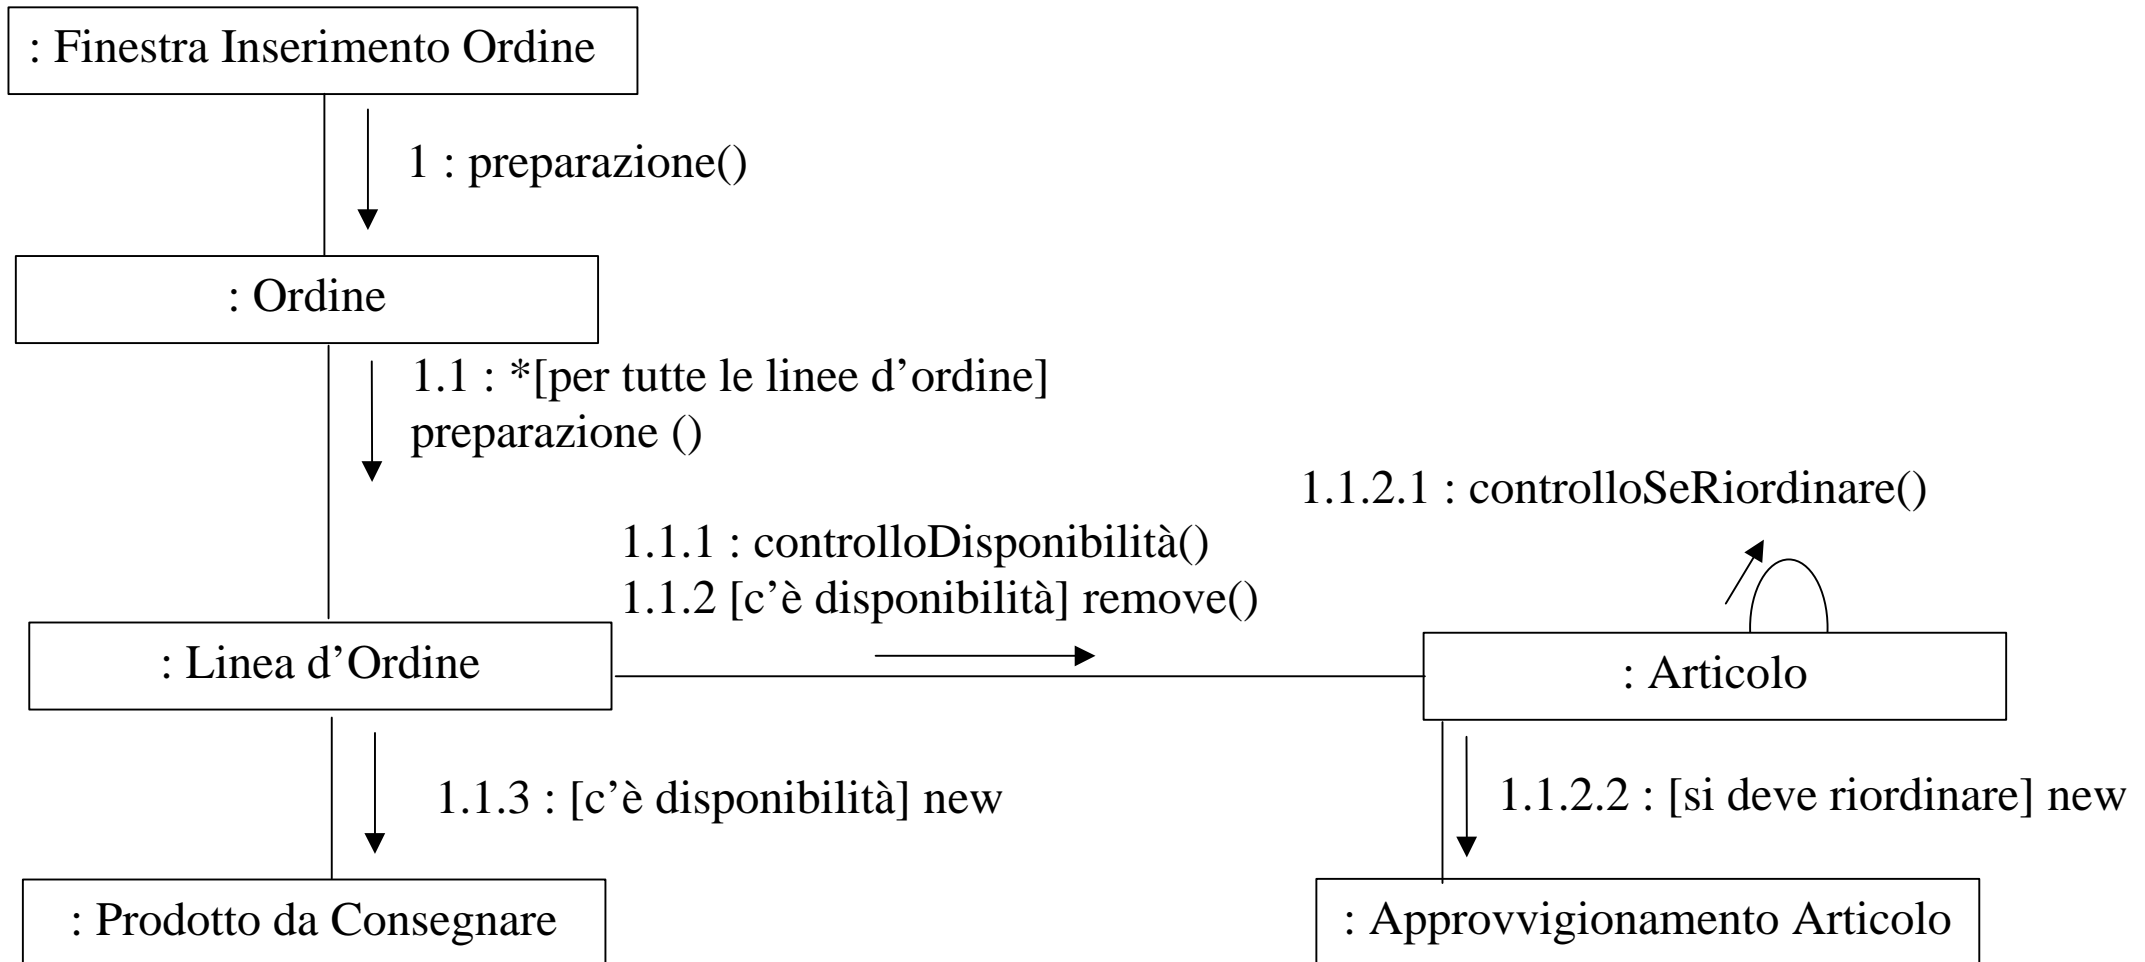 : Finestra Inserimento Ordine
1 : preparazione()
: Ordine
1.1 : *[per tutte le linee d’ordine]
preparazione ()
1.1.2.1 : controlloSeRiordinare()
1.1.1 : controlloDisponibilità()
1.1.2 [c’è disponibilità] remove()
: Linea d’Ordine
: Articolo
1.1.3 : [c’è disponibilità] new
1.1.2.2 : [si deve riordinare] new
: Prodotto da Consegnare
: Approvvigionamento Articolo